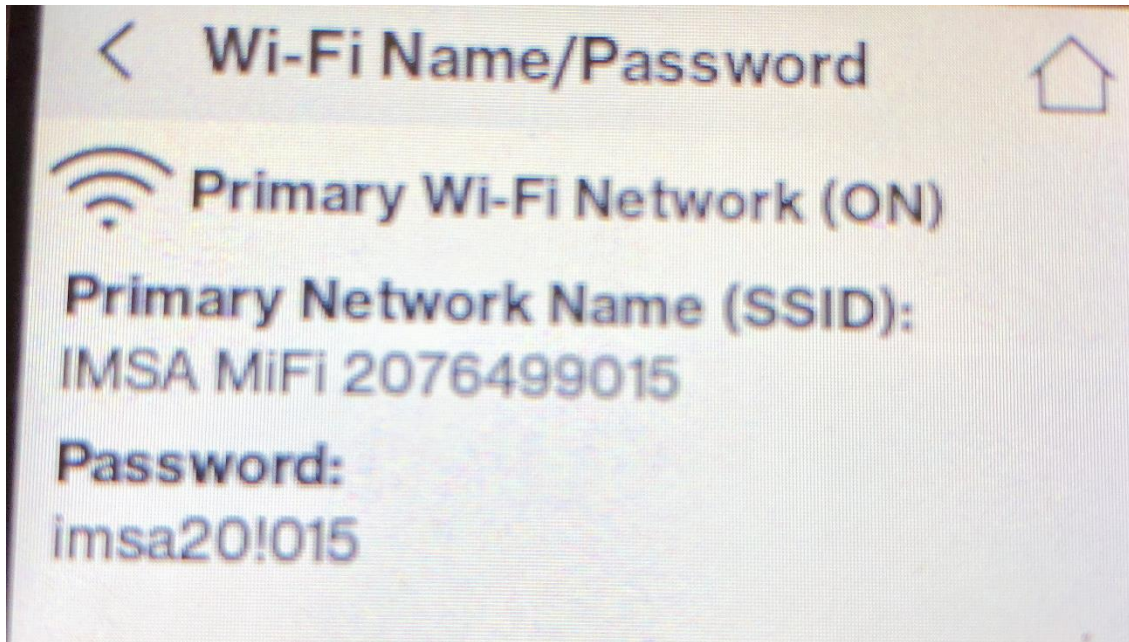 Wi-Fi Name/Password
Primary Wi-Fi Network (ON)
Primary Network Name (SSID):
IMSA MiFi 2076499015
Password:
imsa20!015